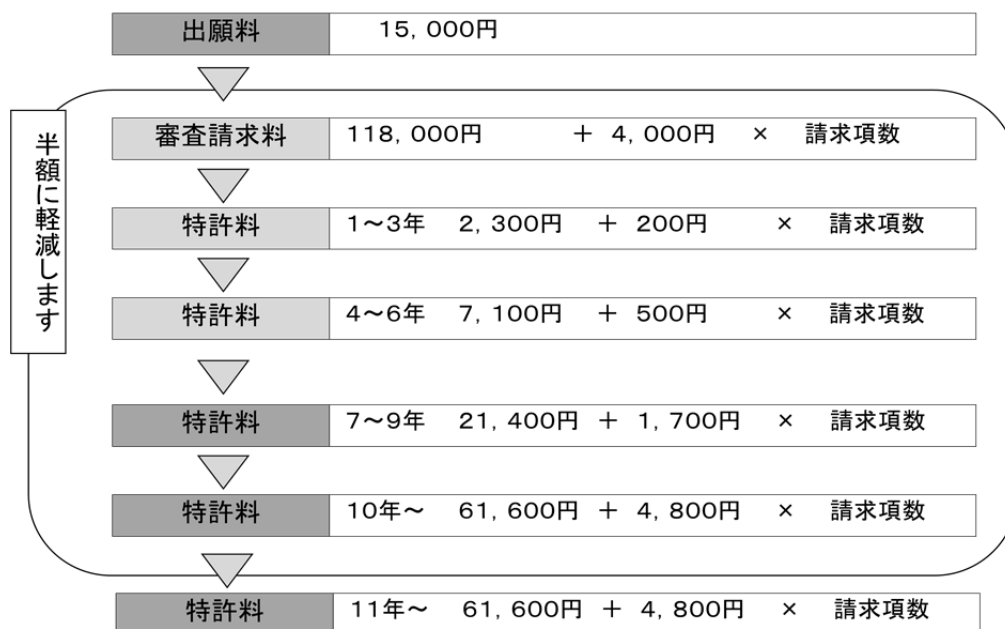 出願料 15,000円
審査請求料 118,000円 + 4,000円 × 請求項数
半額に軽減します
特許料 1～3年 2,300円 + 200円 × 請求項数
特許料 4～6年 7,100円 + 500円 × 請求項数
特許料 7～9年 21,400円 + 1,700円 × 請求項数
特許料 10年～ 61,600円 + 4,800円 × 請求項数
特許料 11年～ 61,600円 + 4,800円 × 請求項数